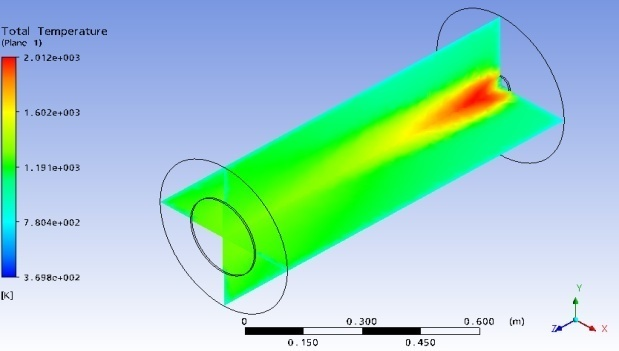 Total Temperature
(Plane 1)
2.012e+003
1.602e+003
1.191e+003
7.804e+002
3.698e+002
[K]
0 0.300 0.600 (m)
0.150 0.450
Y
Z X